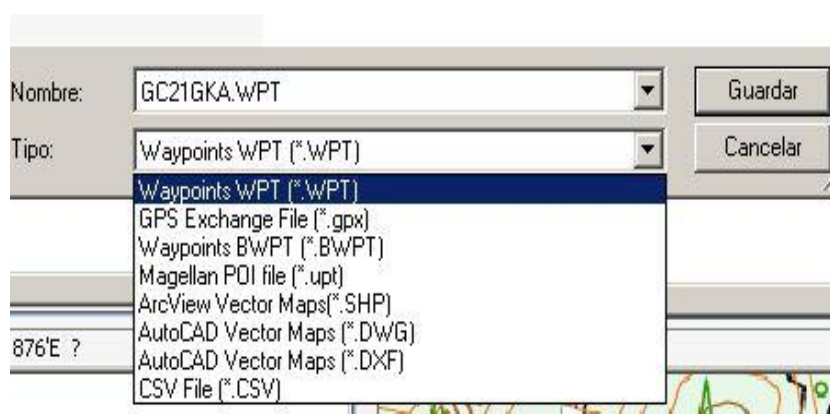 Nombre: GC21GKA.WPT Guardar
Tipo: Waypoints WPT (*.WPT) Cancelar
Waypoints WPT (*.WPT)
GPS Exchange File (*.gpx)
Waypoints BWPT (*.BWPT)
Magellan POI file (*.upt)
ArcView Vector Maps(*.SHP)
AutoCAD Vector Maps (*.DWG)
876'E ?
AutoCAD Vector Maps (*.DXF)
CSV File (*.CSV)